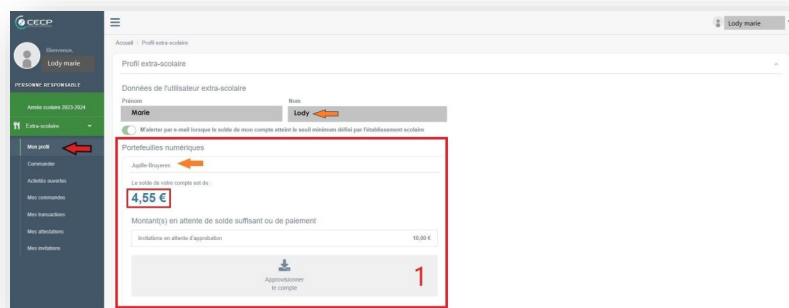 CECP
Lody marie
Accueil / Profil extra-scolaire
Bienvenue,
Lody marie
PERSONNE RESPONSABLE
Année scolaire 2023-2024
Extra-scolaire
Mon profil
Commander
Activités ouvertes
Mes commandes
Mes transactions
Mes attestations
Mes invitations
Profil extra-scolaire
Données de l'utilisateur extra-scolaire
Prénom Nom
Marie Lody
M'alerter par e-mail lorsque le solde de mon compte atteint le seuil minimum défini par l'établissement scolaire
Portefeuilles numériques
Jupille-Bruyeres
Le solde de votre compte est de :
4,55 €
Montant(s) en attente de solde suffisant ou de paiement
Invitations en attente d'approbation 10,00 €
Approvisionner
le compte
1